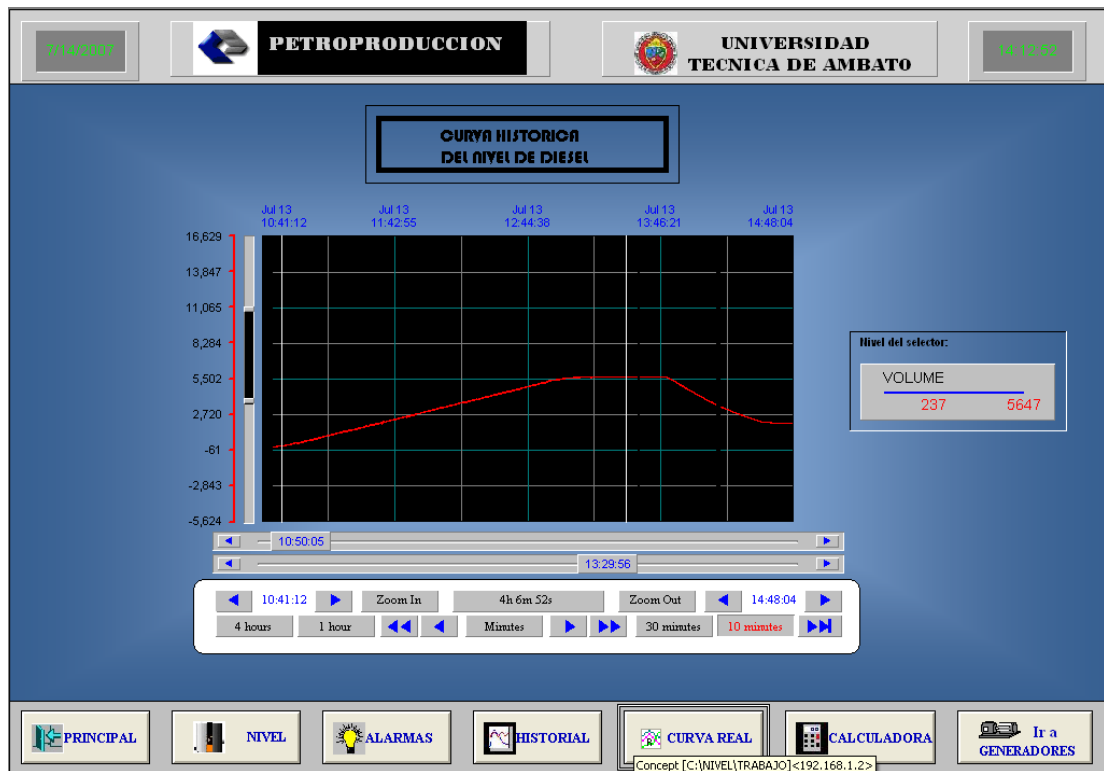 7/14/2007
PETROPRODUCCION
UNIVERSIDAD
TECNICA DE AMBATO
14:12:52
CURVA HISTORICA
DEL NIVEL DE DIESEL
Jul 13 Jul 13 Jul 13 Jul 13 Jul 13
10:41:12 11:42:55 12:44:38 13:46:21 14:48:04
16,629
13,847
11,065
8,284
5,502
2,720
-61
-2,843
-5,624
Nivel del selector:
VOLUME
237 5647
10:50:05
13:29:56
10:41:12 Zoom In 4h 6m 52s Zoom Out 14:48:04
4 hours 1 hour Minutes 30 minutes 10 minutes
PRINCIPAL NIVEL ALARMAS HISTORIAL CURVA REAL CALCULADORA Ir a
GENERADORES
Concept [C:\NIVEL\TRABAJO]<192.168.1.2>